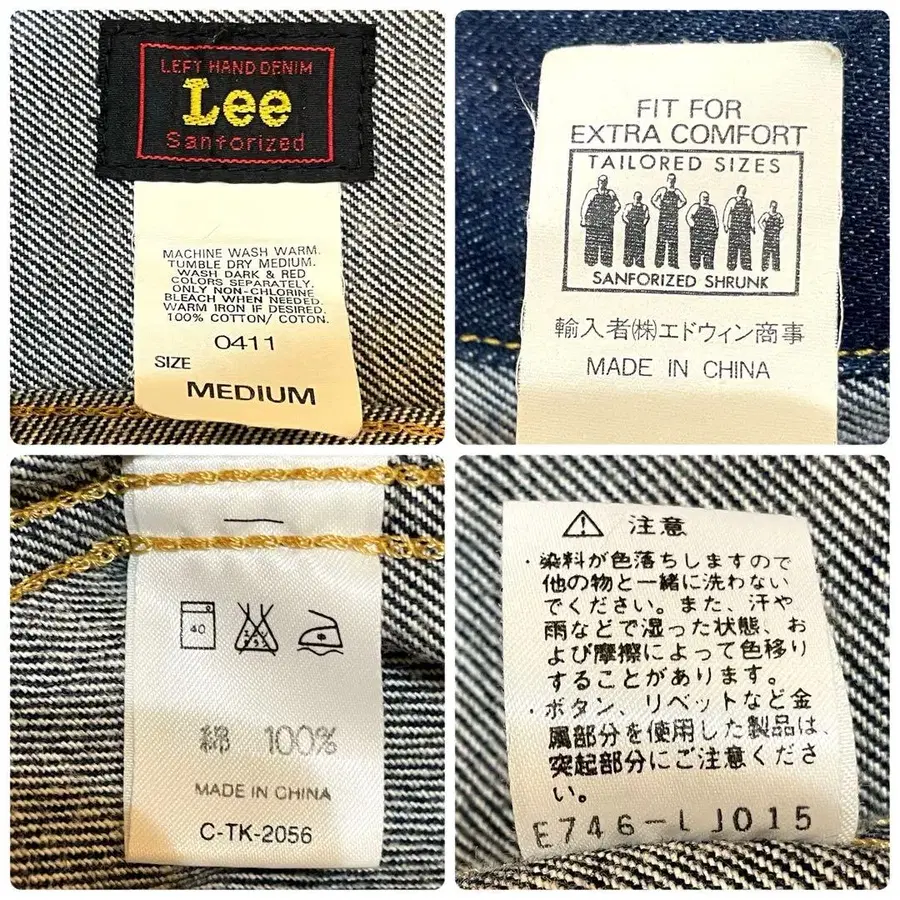 LEFT HAND DENIM
Lee
Sanforized
MACHINE WASH WARM.
TUMBLE DRY MEDIUM.
WASH DARK & RED
COLORS SEPARATELY.
ONLY NON-CHLORINE
BLEACH WHEN NEEDED.
WARM IRON IF DESIRED.
100% COTTON/ COTON.
0411
SIZE
MEDIUM
FIT FOR
EXTRA COMFORT
TAILORED SIZES
SANFORIZED SHRUNK
輸入者㈱エドウィン商事
MADE IN CHINA
40
綿 100%
MADE IN CHINA
C-TK-2056
注意
・染料が色落ちしますので
他の物と一緒に洗わない
でください。また、汗や
雨などで湿った状態、お
よび摩擦によって色移り
することがあります。
・ボタン、リベットなど金
属部分を使用した製品は、
突起部分にご注意くださ
い。
E746-LJ015